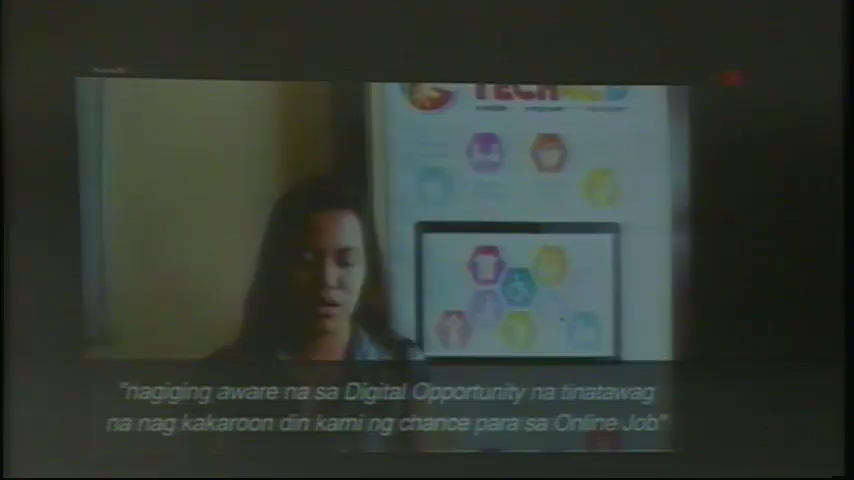 TECH4ED
"nagiging aware na sa Digital Opportunity na tinatawag
na nag kakaroon din kami ng chance para sa Online Job"